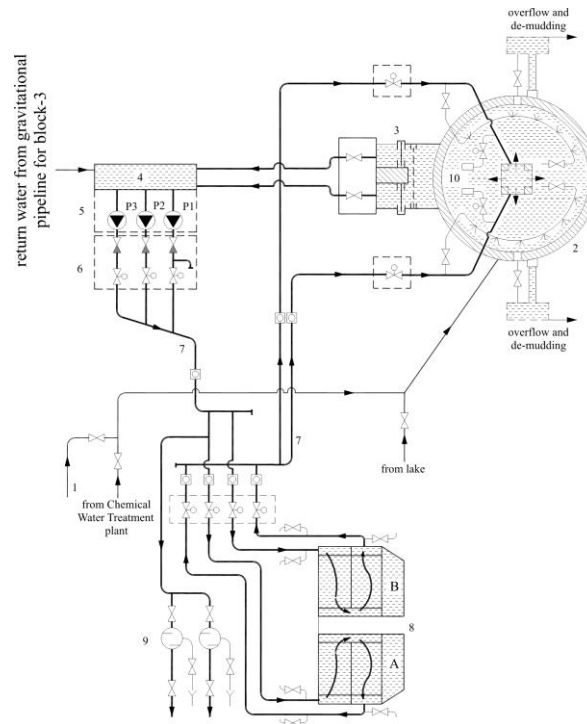 overflow and
de-mudding
return water from gravitational
pipeline for block-3
3
4
10
5
P3
P2
P1
2
6
overflow and
de-mudding
7
7
1
from Chemical
Water Treatment
plant
from lake
B
8
9
A